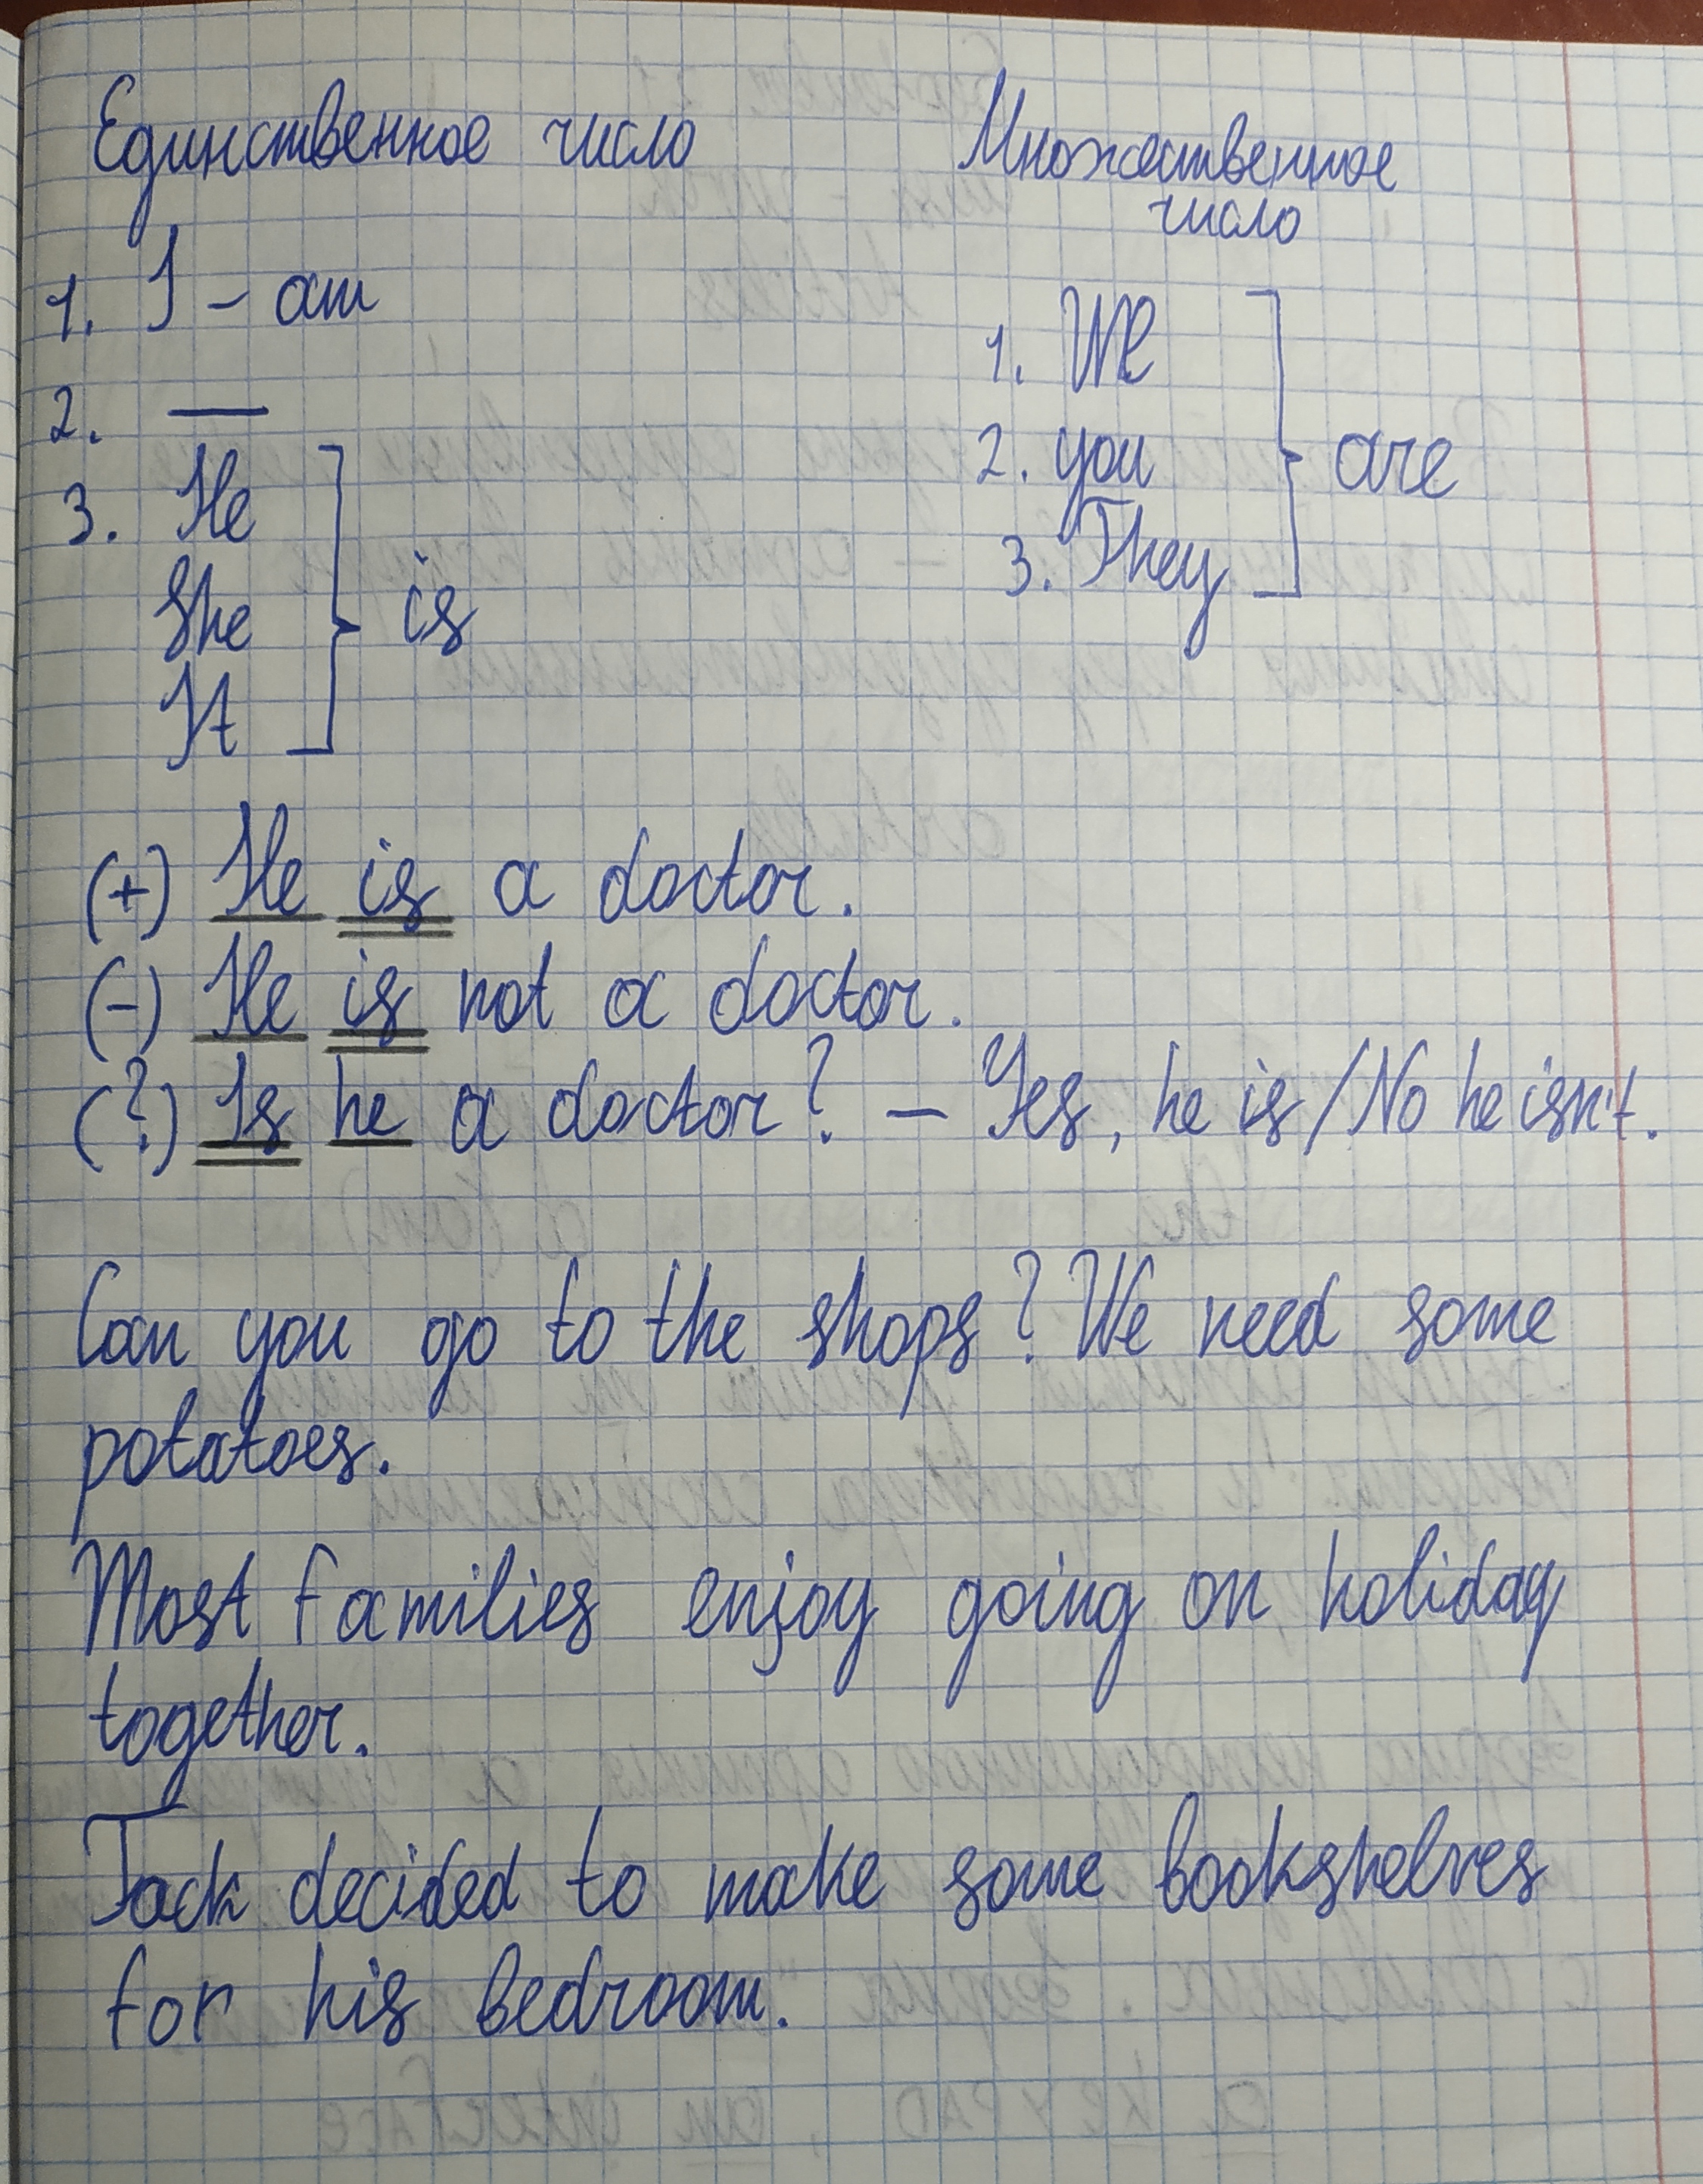 Единственное число
1. I - am
2. —
3. He
She
It
is
Множественное
число
1. We
2. you
3. They
are
(+) He is a doctor.
(-) He is not a doctor.
(?) Is he a doctor? - Yes, he is/No he isn't.
Can you go to the shops? We need some
potatoes.
Most families enjoy going on holiday
together.
Jack decided to make some bookshelves
for his bedroom.